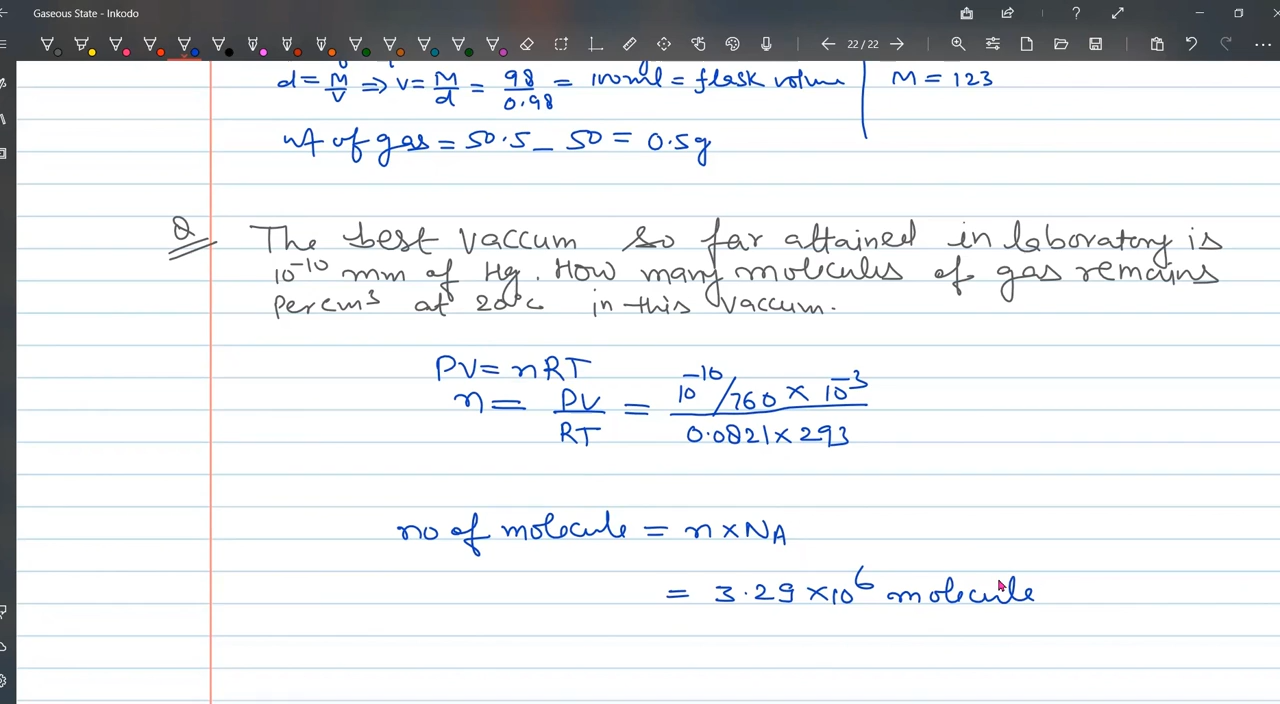 Gaseous State - Inkodo
22/22
d = M/V ⇒ V = M/d = 98/0.98 = 100ml = flask volume
M = 123
wt of gas = 50.5 - 50 = 0.5g
Q The best vaccum so far attained in laboratory is
10⁻¹⁰ mm of Hg. How many molecules of gas remains
per cm³ at 20°C in this vaccum.
PV = nRT
n = PV/RT = 10⁻¹⁰/760 × 10⁻³ / 0.0821 × 293
no of molecule = n × NA
= 3.29 × 10⁶ molecule